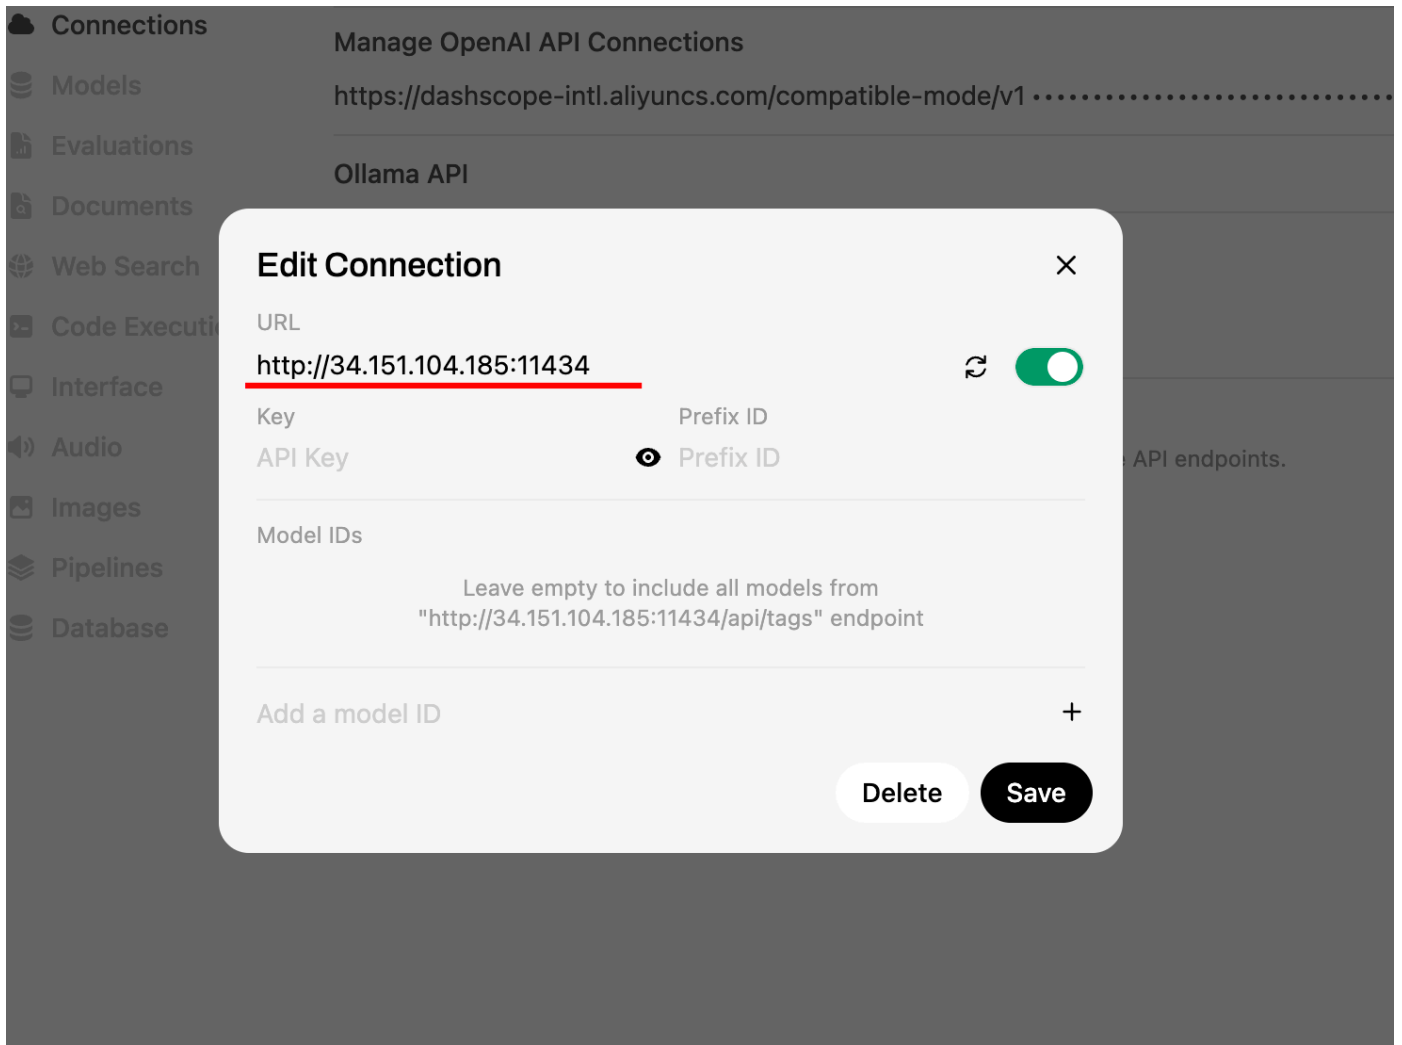 Connections
Models
Evaluations
Documents
Web Search
Code Executi
Interface
Audio
Images
Pipelines
Database
Manage OpenAI API Connections
https://dashscope-intl.aliyuncs.com/compatible-mode/v1
Ollama API
Edit Connection
URL
http://34.151.104.185:11434
Key
Prefix ID
API Key
Prefix ID
Model IDs
Leave empty to include all models from
"http://34.151.104.185:11434/api/tags" endpoint
Add a model ID
Delete
Save
API endpoints.